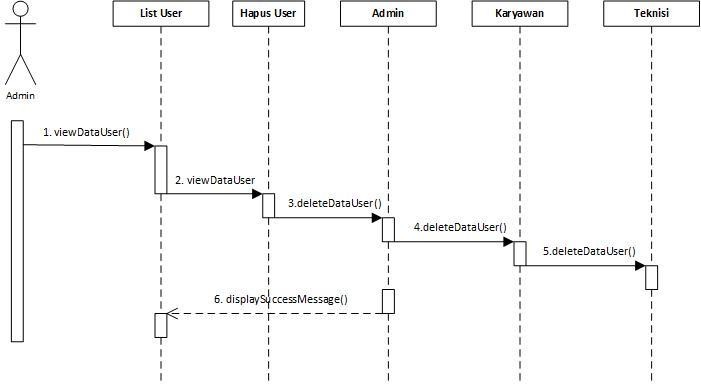 List User
Hapus User
Admin
Karyawan
Teknisi
Admin
1. viewDataUser()
2. viewDataUser
3.deleteDataUser()
4.deleteDataUser()
5.deleteDataUser()
6. displaySuccessMessage()